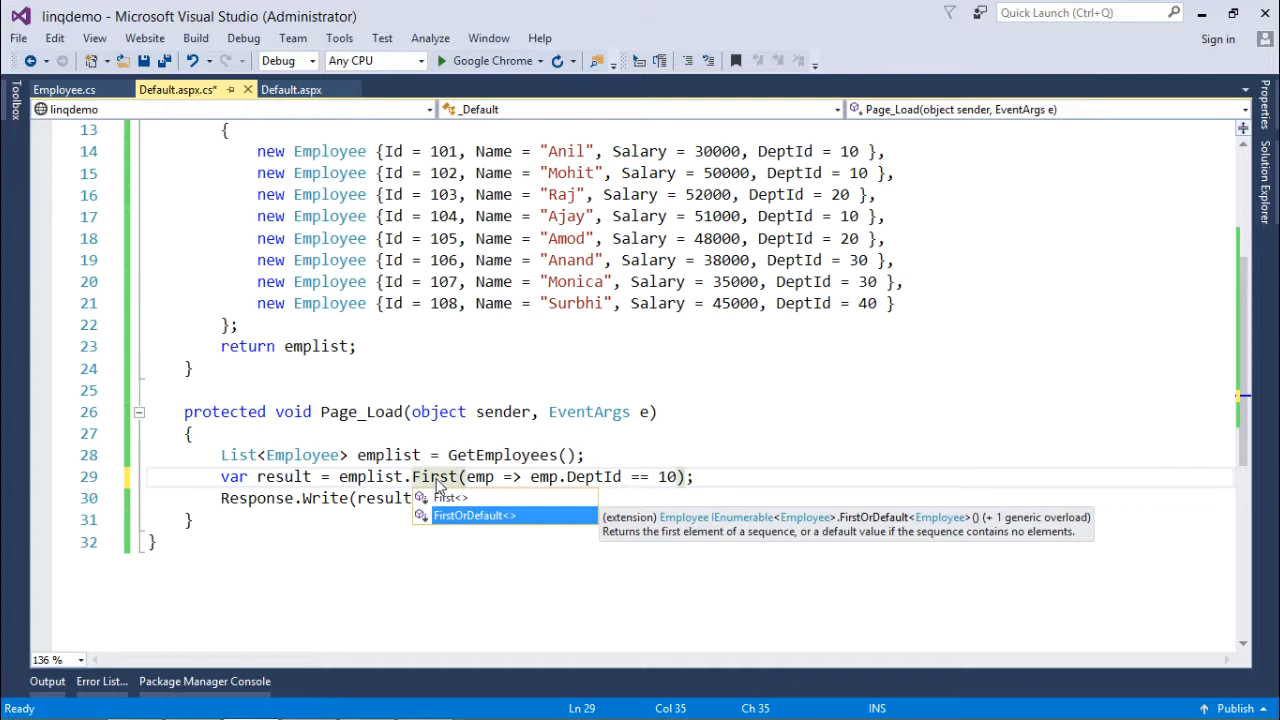 linqdemo - Microsoft Visual Studio (Administrator)
Quick Launch (Ctrl+Q)
File Edit View Website Build Debug Team Tools Test Analyze Window Help
Sign in
Debug Any CPU Google Chrome
Toolbox
Employee.cs Default.aspx.cs* Default.aspx
linqdemo _Default Page_Load(object sender, EventArgs e)
Properties
Solution Explorer
13 {
14 new Employee {Id = 101, Name = "Anil", Salary = 30000, DeptId = 10 },
15 new Employee {Id = 102, Name = "Mohit", Salary = 50000, DeptId = 10 },
16 new Employee {Id = 103, Name = "Raj", Salary = 52000, DeptId = 20 },
17 new Employee {Id = 104, Name = "Ajay", Salary = 51000, DeptId = 10 },
18 new Employee {Id = 105, Name = "Amod", Salary = 48000, DeptId = 20 },
19 new Employee {Id = 106, Name = "Anand", Salary = 38000, DeptId = 30 },
20 new Employee {Id = 107, Name = "Monica", Salary = 35000, DeptId = 30 },
21 new Employee {Id = 108, Name = "Surbhi", Salary = 45000, DeptId = 40 }
22 };
23 return emplist;
24 }
25
26 protected void Page_Load(object sender, EventArgs e)
27 {
28 List<Employee> emplist = GetEmployees();
29 var result = emplist.First(emp => emp.DeptId == 10);
30 Response.Write(result
First<>
FirstOrDefault<>
(extension) Employee IEnumerable<Employee>.FirstOrDefault<Employee>() (+ 1 generic overload)
Returns the first element of a sequence, or a default value if the sequence contains no elements.
31 }
32 }
136 %
Output Error List... Package Manager Console
Ready Ln 29 Col 35 Ch 35 INS Publish